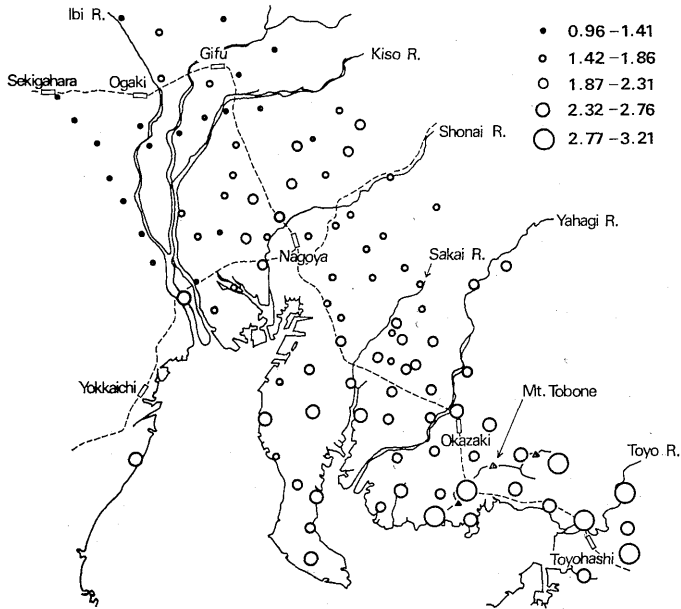 Ibi R.
0.96 – 1.41
Gifu
Kiso R.
1.42 – 1.86
Sekigahara
Ogaki
1.87 – 2.31
2.32 – 2.76
2.77 – 3.21
Shonai R.
Yahagi R.
Sakai R.
Nagoya
Yokkaichi
Mt. Tobone
Okazaki
Toyo R.
Toyohashi